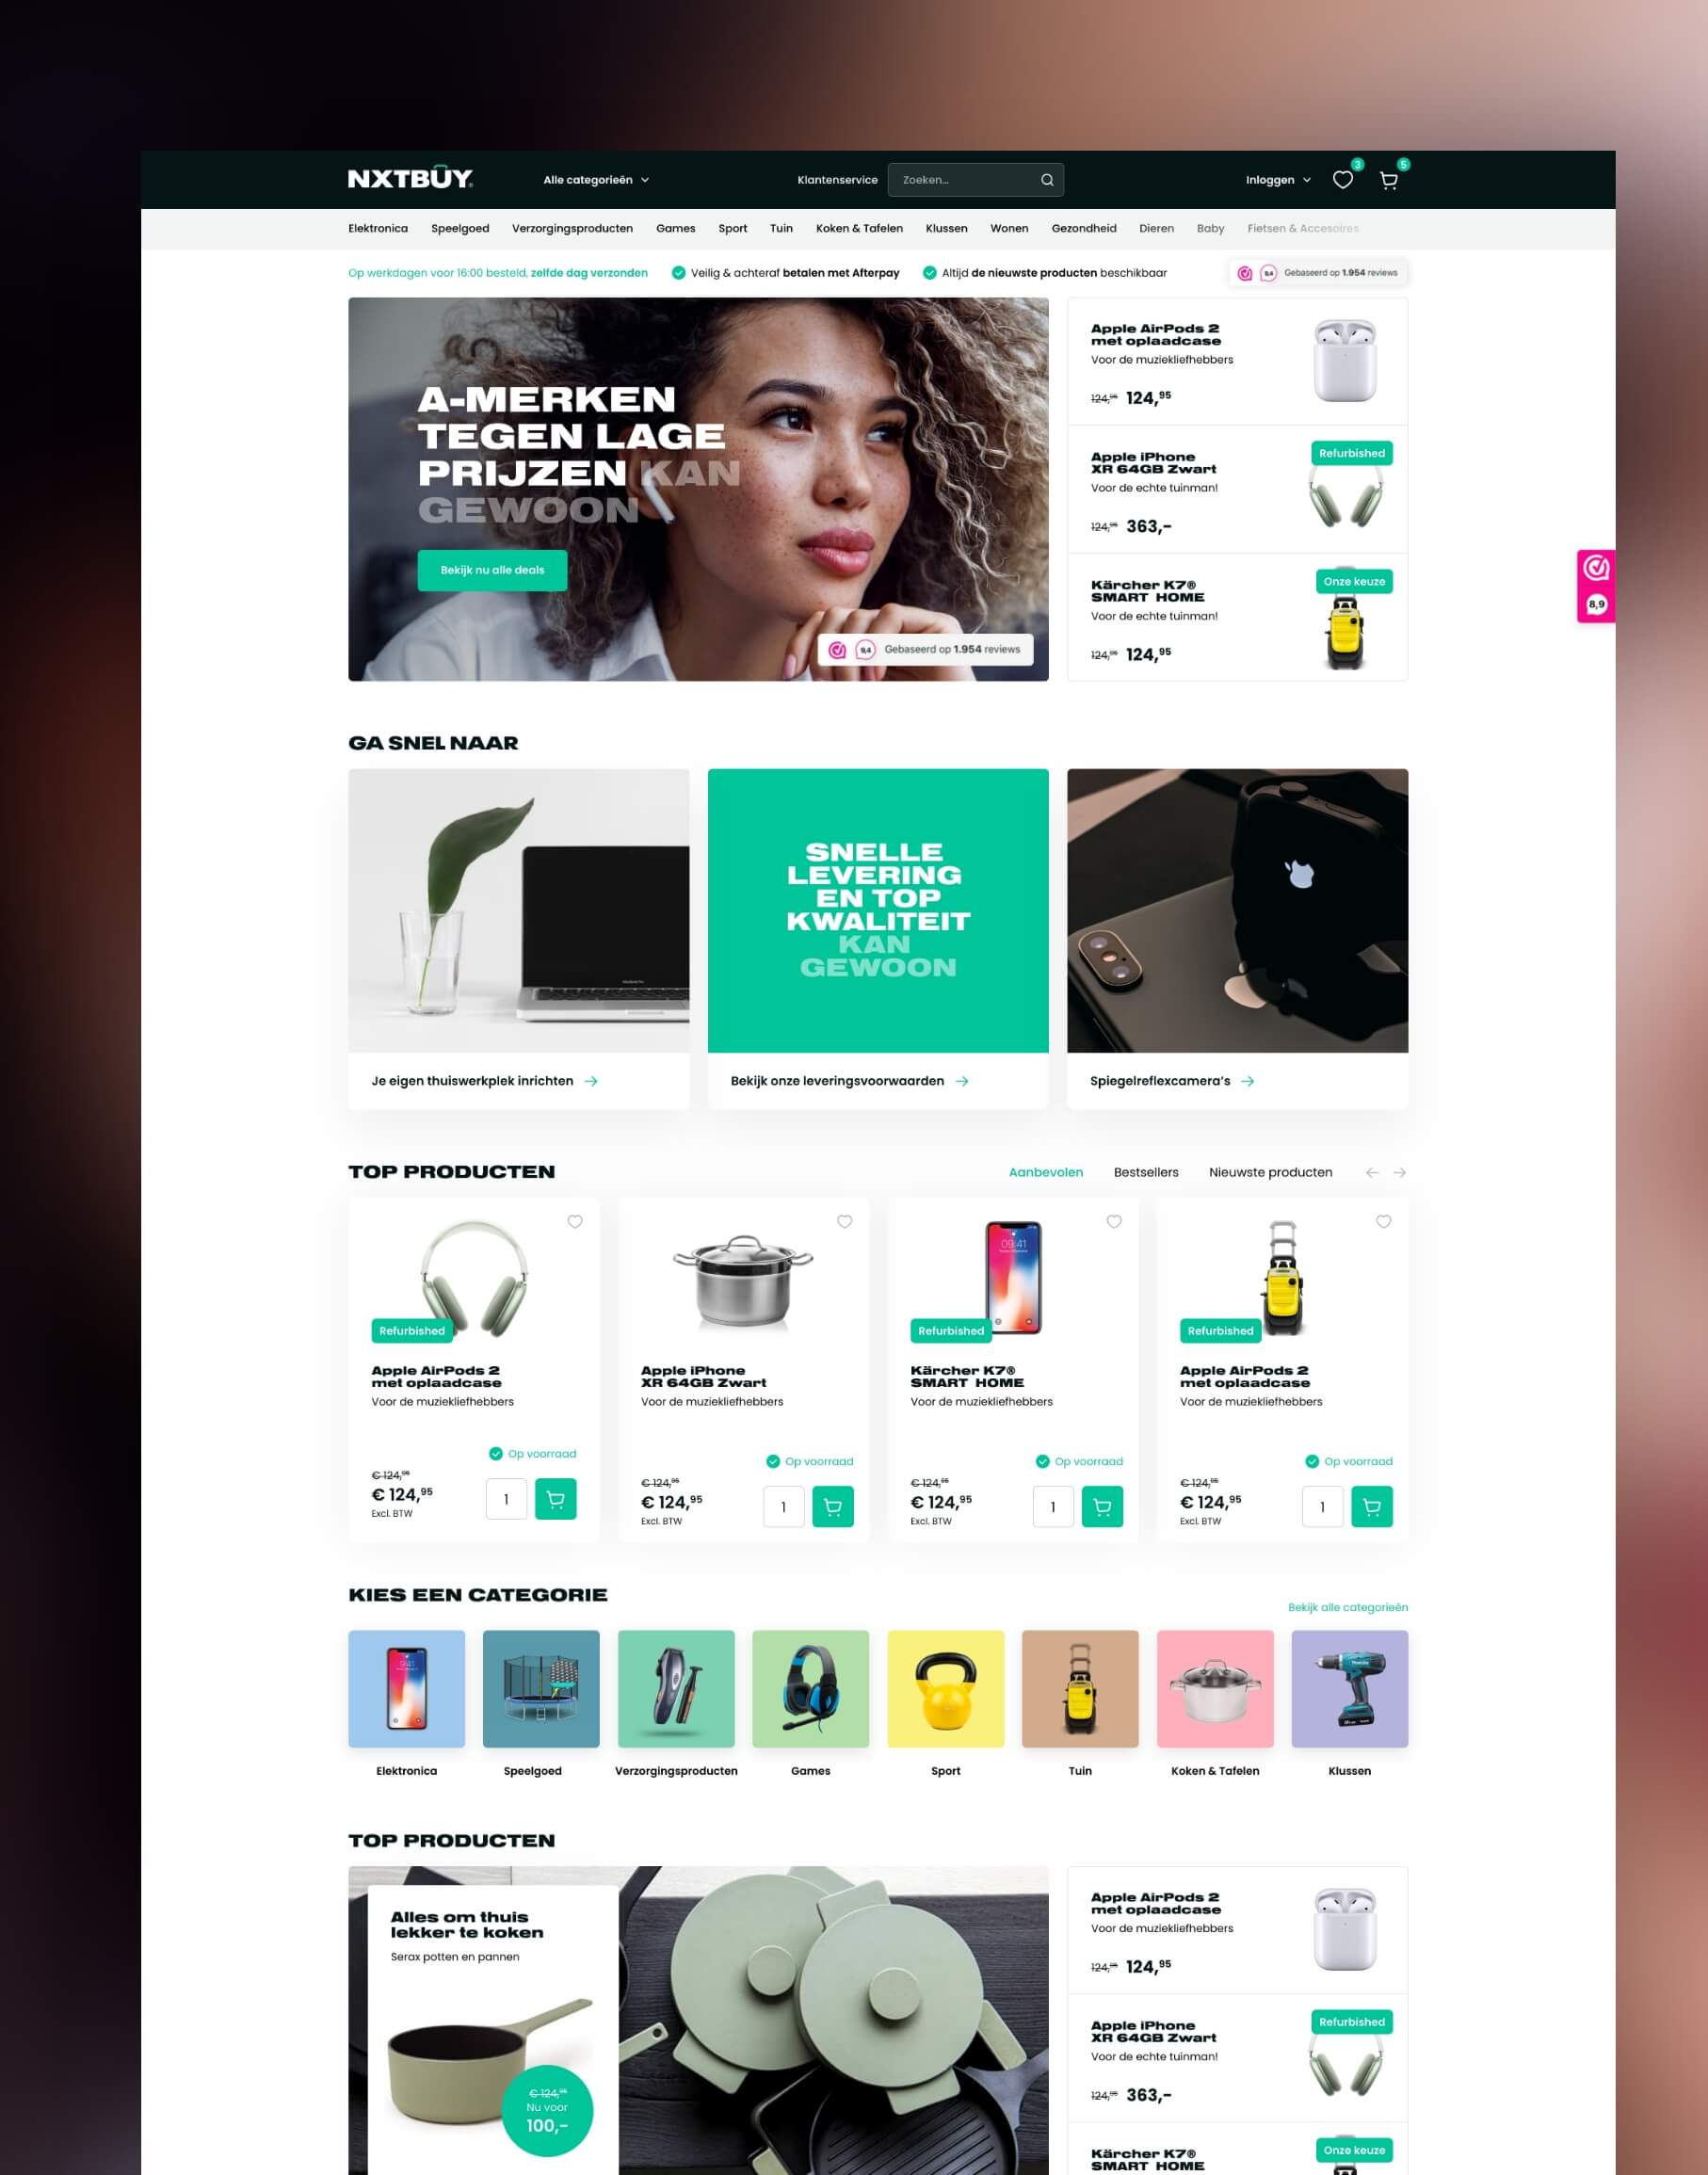 NXTBUY
Alle categorieën
Klantenservice
Zoeken...
Inloggen
3
5
Elektronica
Speelgoed
Verzorgingsproducten
Games
Sport
Tuin
Koken & Tafelen
Klussen
Wonen
Gezondheid
Dieren
Baby
Fietsen & Accesoires
Op werkdagen voor 16:00 besteld, zelfde dag verzonden
Veilig & achteraf betalen met Afterpay
Altijd de nieuwste producten beschikbaar
9,4
Gebaseerd op 1.954 reviews
A-MERKEN
TEGEN LAGE
PRIJZEN KAN
GEWOON
Bekijk nu alle deals
9,4
Gebaseerd op 1.954 reviews
Apple AirPods 2
met oplaadcase
Voor de muziekliefhebbers
124,95 124,95
Refurbished
Apple iPhone
XR 64GB Zwart
Voor de echte tuinman!
124,95 363,-
Onze keuze
Kärcher K7®
SMART HOME
Voor de echte tuinman!
124,95 124,95
8,9
GA SNEL NAAR
SNELLE
LEVERING
EN TOP
KWALITEIT
KAN
GEWOON
Je eigen thuiswerkplek inrichten
Bekijk onze leveringsvoorwaarden
Spiegelreflexcamera's
TOP PRODUCTEN
Aanbevolen
Bestsellers
Nieuwste producten
Refurbished
Apple AirPods 2
met oplaadcase
Voor de muziekliefhebbers
Op voorraad
€ 124,95
€ 124,95
Excl. BTW
1
Apple iPhone
XR 64GB Zwart
Voor de muziekliefhebbers
Op voorraad
€ 124,95
€ 124,95
Excl. BTW
1
09:41
Refurbished
Kärcher K7®
SMART HOME
Voor de muziekliefhebbers
Op voorraad
€ 124,95
€ 124,95
Excl. BTW
1
Refurbished
Apple AirPods 2
met oplaadcase
Voor de muziekliefhebbers
Op voorraad
€ 124,95
€ 124,95
Excl. BTW
1
KIES EEN CATEGORIE
Bekijk alle categorieën
Elektronica
Speelgoed
Verzorgingsproducten
Games
Sport
Tuin
Koken & Tafelen
Klussen
TOP PRODUCTEN
Alles om thuis
lekker te koken
Serax potten en pannen
€ 124,95
Nu voor
100,-
Apple AirPods 2
met oplaadcase
Voor de muziekliefhebbers
124,95 124,95
Refurbished
Apple iPhone
XR 64GB Zwart
Voor de echte tuinman!
124,95 363,-
Onze keuze
Kärcher K7®
SMART HOME